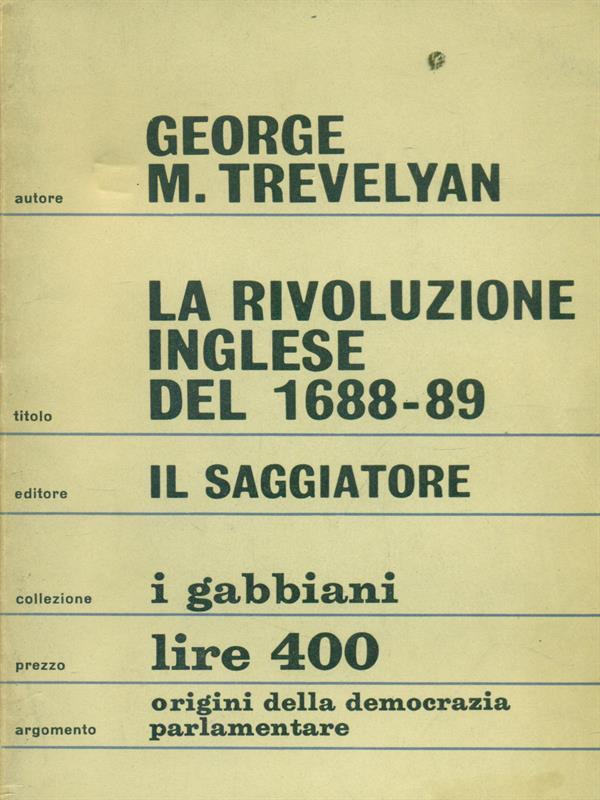 GEORGE
autore M. TREVELYAN
LA RIVOLUZIONE
INGLESE
titolo DEL 1688-89
editore IL SAGGIATORE
collezione i gabbiani
prezzo lire 400
origini della democrazia
argomento parlamentare